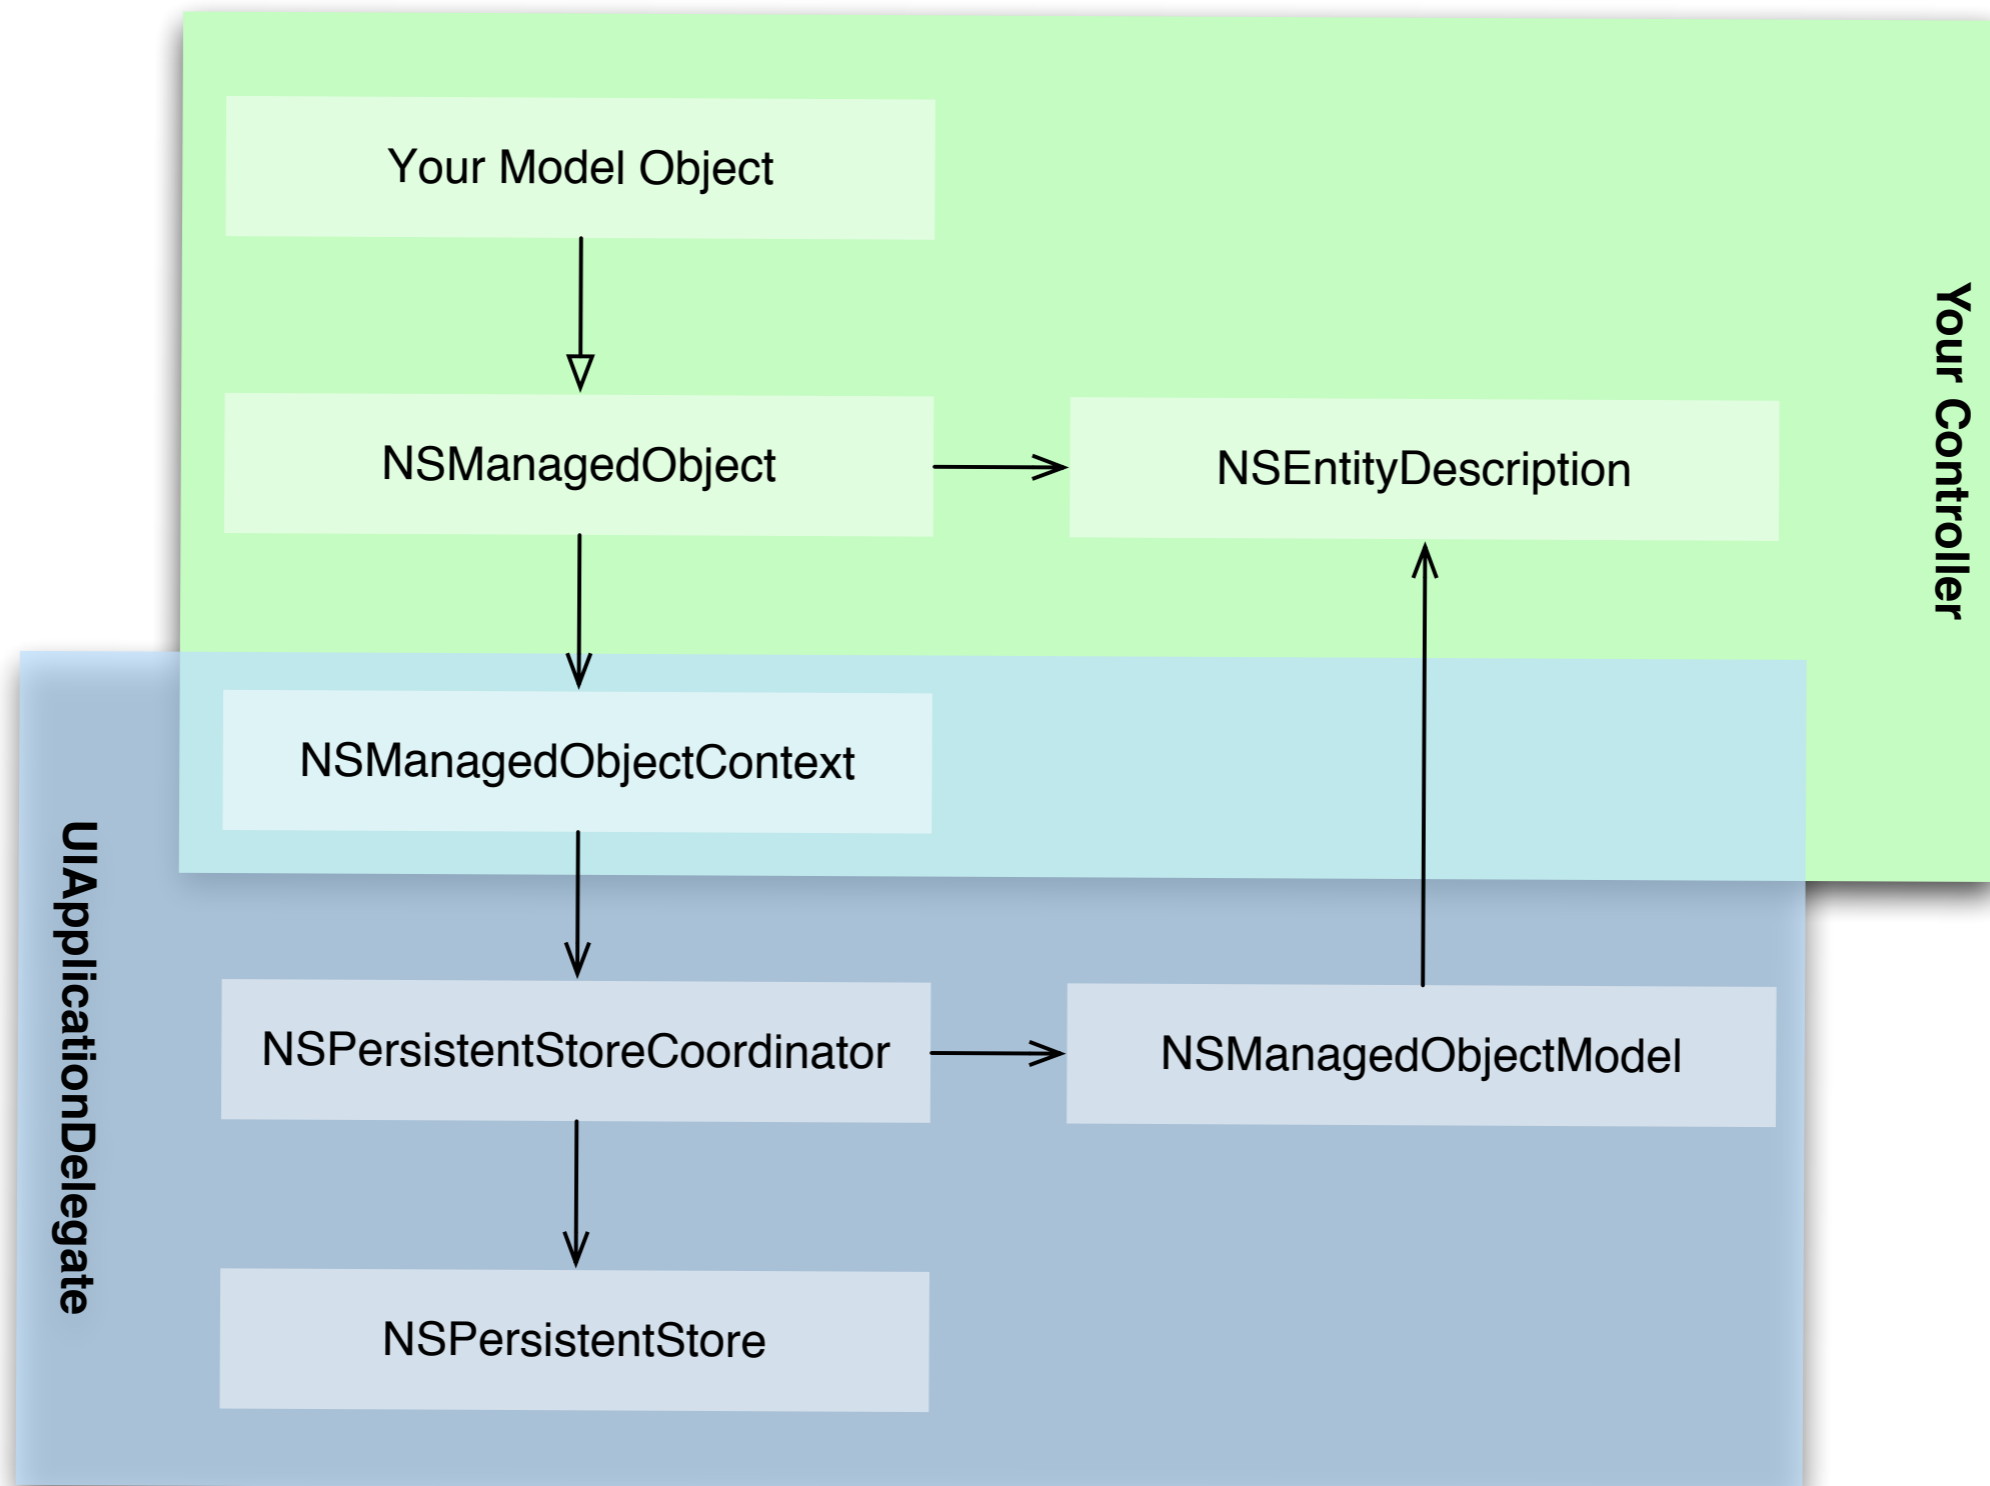 Your Model Object
Your Controller
NSManagedObject
NSEntityDescription
NSManagedObjectContext
UIApplicationDelegate
NSPersistentStoreCoordinator
NSManagedObjectModel
NSPersistentStore